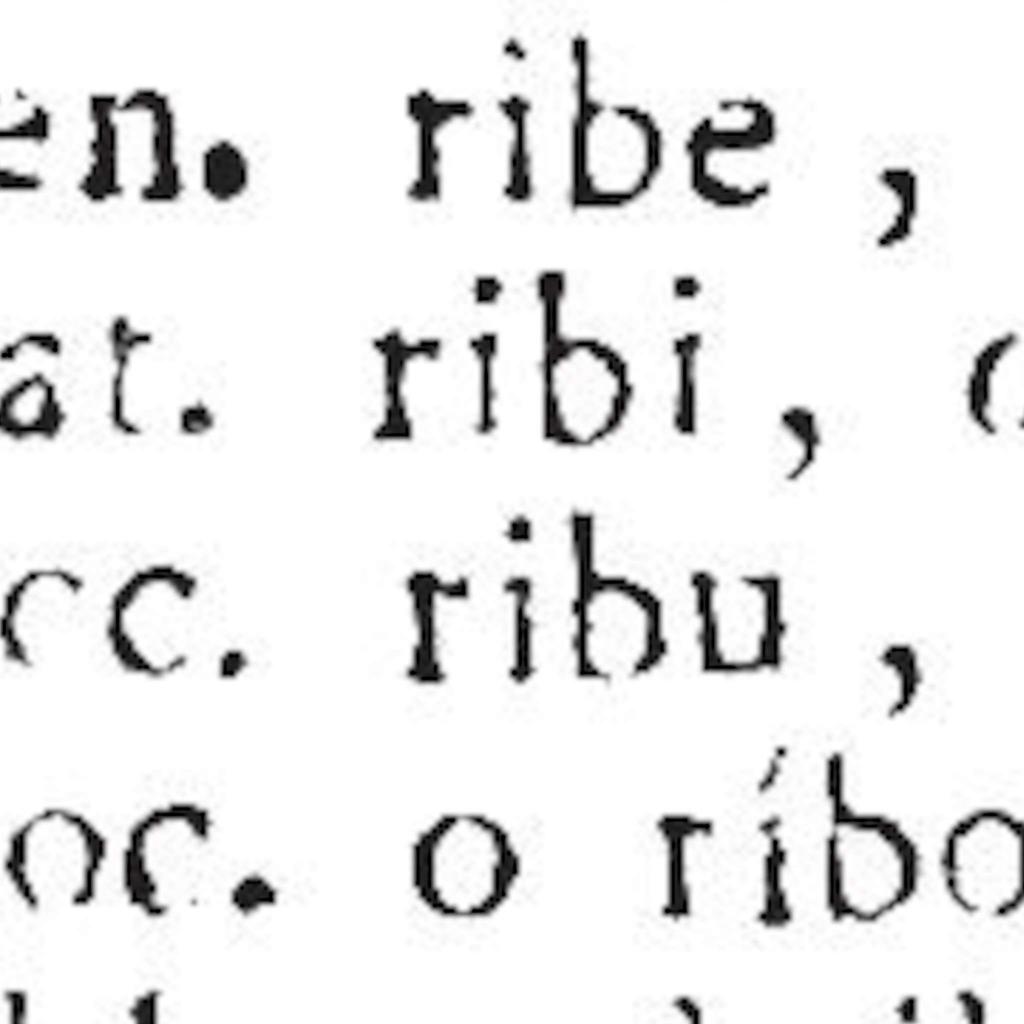 en. ribe,
at. ribi,
cc. ribu,
oc. o ríbo